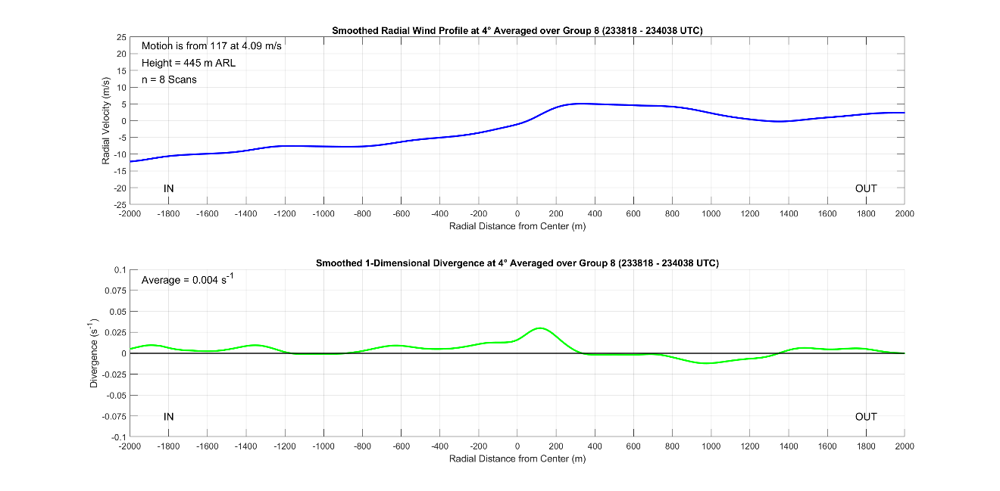 Smoothed Radial Wind Profile at 4° Averaged over Group 8 (233818 - 234038 UTC)
Motion is from 117 at 4.09 m/s
Height = 445 m ARL
n = 8 Scans
25
20
15
10
5
0
-5
-10
-15
-20
-25
Radial Velocity (m/s)
IN
OUT
-2000 -1800 -1600 -1400 -1200 -1000 -800 -600 -400 -200 0 200 400 600 800 1000 1200 1400 1600 1800 2000
Radial Distance from Center (m)
Smoothed 1-Dimensional Divergence at 4° Averaged over Group 8 (233818 - 234038 UTC)
Average = 0.004 s⁻¹
0.1
0.075
0.05
0.025
0
-0.025
-0.05
-0.075
-0.1
Divergence (s⁻¹)
IN
OUT
-2000 -1800 -1600 -1400 -1200 -1000 -800 -600 -400 -200 0 200 400 600 800 1000 1200 1400 1600 1800 2000
Radial Distance from Center (m)